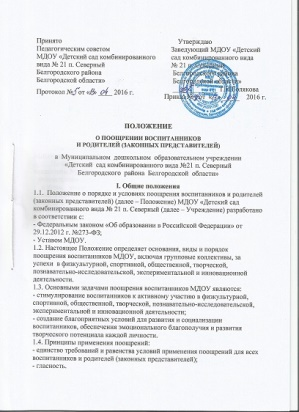 Принято
Педагогическим советом
МДОУ «Детский сад комбинированного
вида № 21 п. Северный
Белгородского района
Белгородской области»
Протокол №5 от 2016 г.
Утверждаю
Заведующий МДОУ «Детский
сад комбинированного вида
№ 21 п. Северный
Белгородского района
Белгородской области»
2016 г.
ПОЛОЖЕНИЕ
О ПООЩРЕНИИ ВОСПИТАННИКОВ
И РОДИТЕЛЕЙ (ЗАКОННЫХ ПРЕДСТАВИТЕЛЕЙ)
в Муниципальном дошкольном образовательном учреждении
«Детский сад комбинированного вида №21 п. Северный
Белгородского района Белгородской области»
I. Общие положения
1.1. Положение о порядке и условиях поощрения воспитанников и родителей
(законных представителей) (далее – Положение) МДОУ «Детский сад
комбинированного вида № 21 п. Северный (далее – Учреждение) разработано
в соответствие с:
- Федеральным законом «Об образовании в Российской Федерации» от
29.12.2012 г. №273-ФЗ;
- Уставом МДОУ.
1.2. Настоящее Положение определяет основания, виды и порядок
поощрения воспитанников МДОУ, включая групповые коллективы, за
успехи в физкультурной, спортивной, общественной, творческой,
познавательно-исследовательской, экспериментальной и инновационной
деятельности.
1.3. Основными задачами поощрения воспитанников МДОУ являются:
- стимулирование воспитанников к активному участию в физкультурной,
спортивной, общественной, творческой, познавательно-исследовательской,
экспериментальной и инновационной деятельности;
- создание благоприятных условий для развития и социализации
воспитанников, обеспечения эмоционального благополучия и развития
творческого потенциала каждой личности.
1.4. Принципы применения поощрений:
- единство требований и равенства условий применения поощрений для всех
воспитанников и родителей (законных представителей);
- гласность.